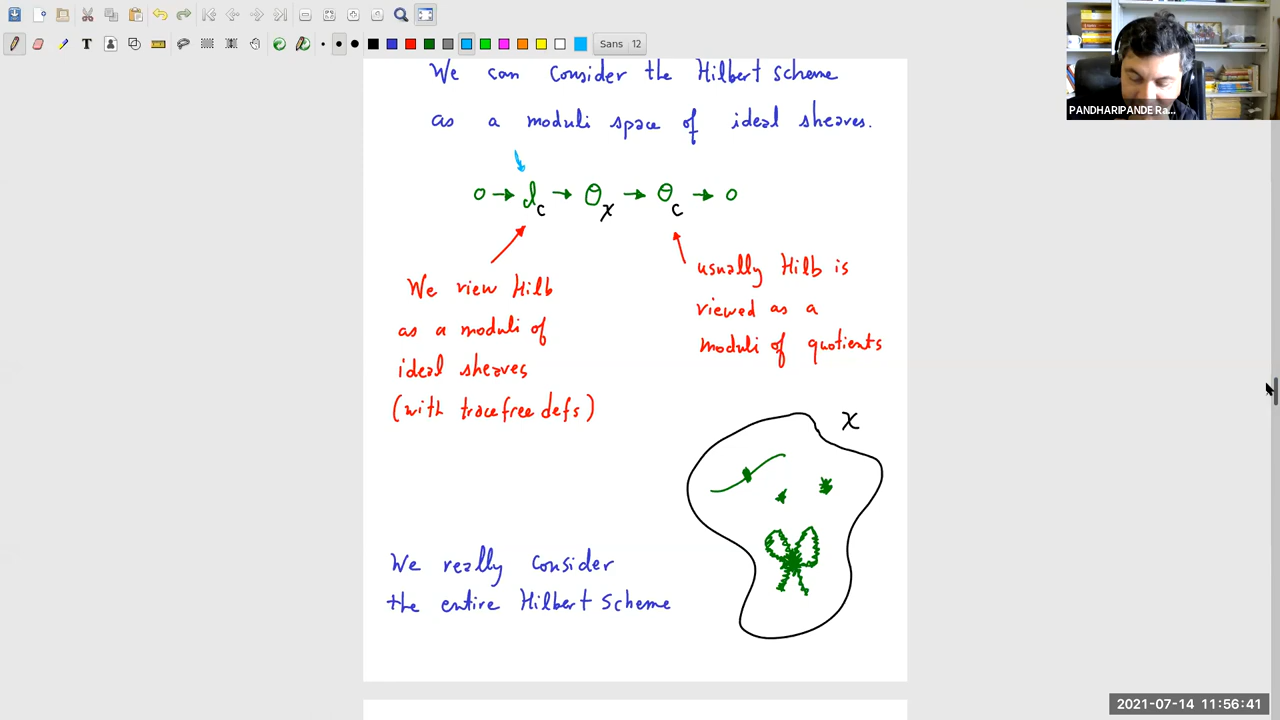 Sans 12
PANDHARIPANDE Ra...
We can consider the Hilbert scheme
as a moduli space of ideal sheaves.
0 → I_C → O_X → O_C → 0
We view Hilb
as a moduli of
ideal sheaves
(with trace free defs)
usually Hilb is
viewed as a
moduli of quotients
X
We really consider
the entire Hilbert scheme
2021-07-14 11:56:41